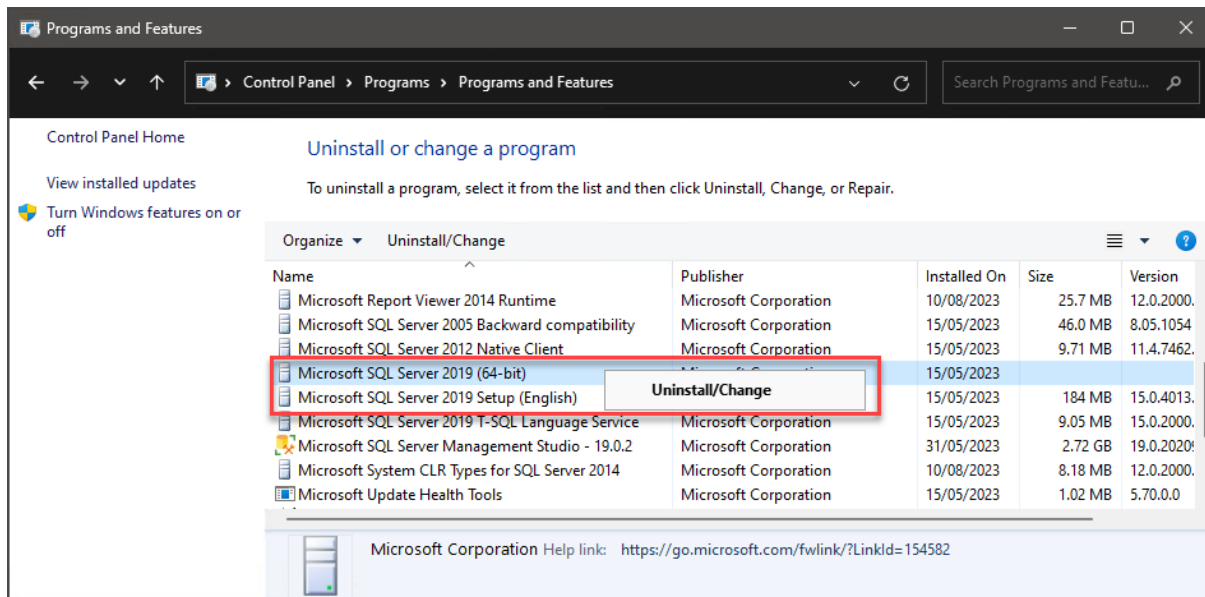 Programs and Features
Control Panel > Programs > Programs and Features
Search Programs and Featu...
Control Panel Home
View installed updates
Turn Windows features on or
off
Uninstall or change a program
To uninstall a program, select it from the list and then click Uninstall, Change, or Repair.
Organize Uninstall/Change ?
Name Publisher Installed On Size Version
Microsoft Report Viewer 2014 Runtime Microsoft Corporation 10/08/2023 25.7 MB 12.0.2000.
Microsoft SQL Server 2005 Backward compatibility Microsoft Corporation 15/05/2023 46.0 MB 8.05.1054
Microsoft SQL Server 2012 Native Client Microsoft Corporation 15/05/2023 9.71 MB 11.4.7462.
Microsoft SQL Server 2019 (64-bit) 15/05/2023
Uninstall/Change
Microsoft SQL Server 2019 Setup (English) 15/05/2023 184 MB 15.0.4013.
Microsoft SQL Server 2019 T-SQL Language Service Microsoft Corporation 15/05/2023 9.05 MB 15.0.2000.
Microsoft SQL Server Management Studio - 19.0.2 Microsoft Corporation 31/05/2023 2.72 GB 19.0.20209
Microsoft System CLR Types for SQL Server 2014 Microsoft Corporation 10/08/2023 8.18 MB 12.0.2000.
Microsoft Update Health Tools Microsoft Corporation 15/05/2023 1.02 MB 5.70.0.0
Microsoft Corporation Help link: https://go.microsoft.com/fwlink/?LinkId=154582